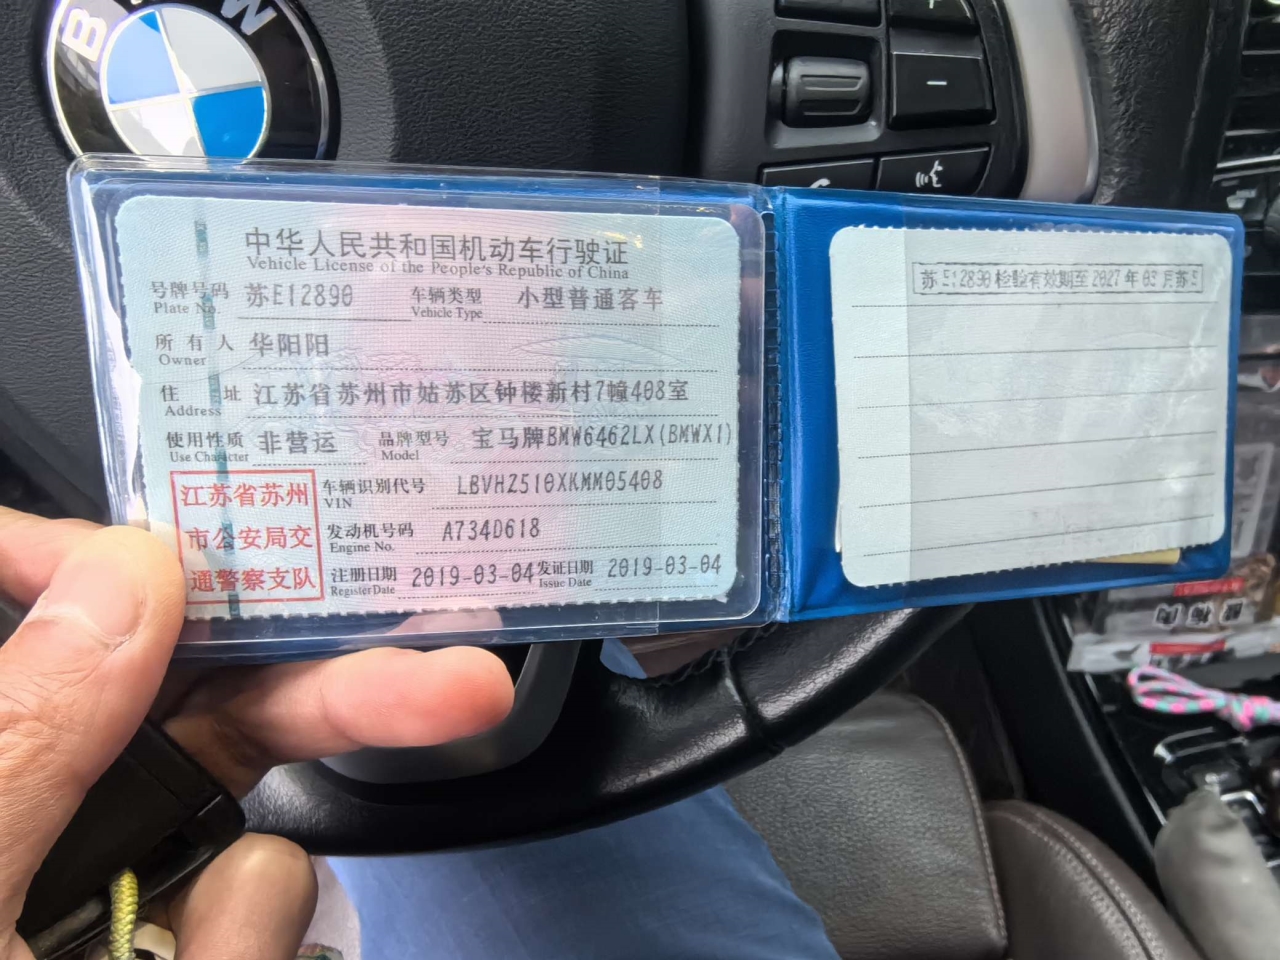 BMW
中华人民共和国机动车行驶证
Vehicle License of the People's Republic of China
号牌号码 苏E12890 车辆类型 小型普通客车
Plate No. Vehicle Type
所有人 华阳阳
Owner
住址 江苏省苏州市姑苏区钟楼新村7幢408室
Address
使用性质 非营运 品牌型号 宝马牌BMW6462LX(BMWX1)
Use Character Model
江苏省苏州
市公安局交
通警察支队
车辆识别代号 LBVHZ510XKMM05408
VIN
发动机号码 A734D618
Engine No.
注册日期 2019-03-04 发证日期 2019-03-04
Register Date Issue Date
苏E12890检验有效期至2027年03月苏E